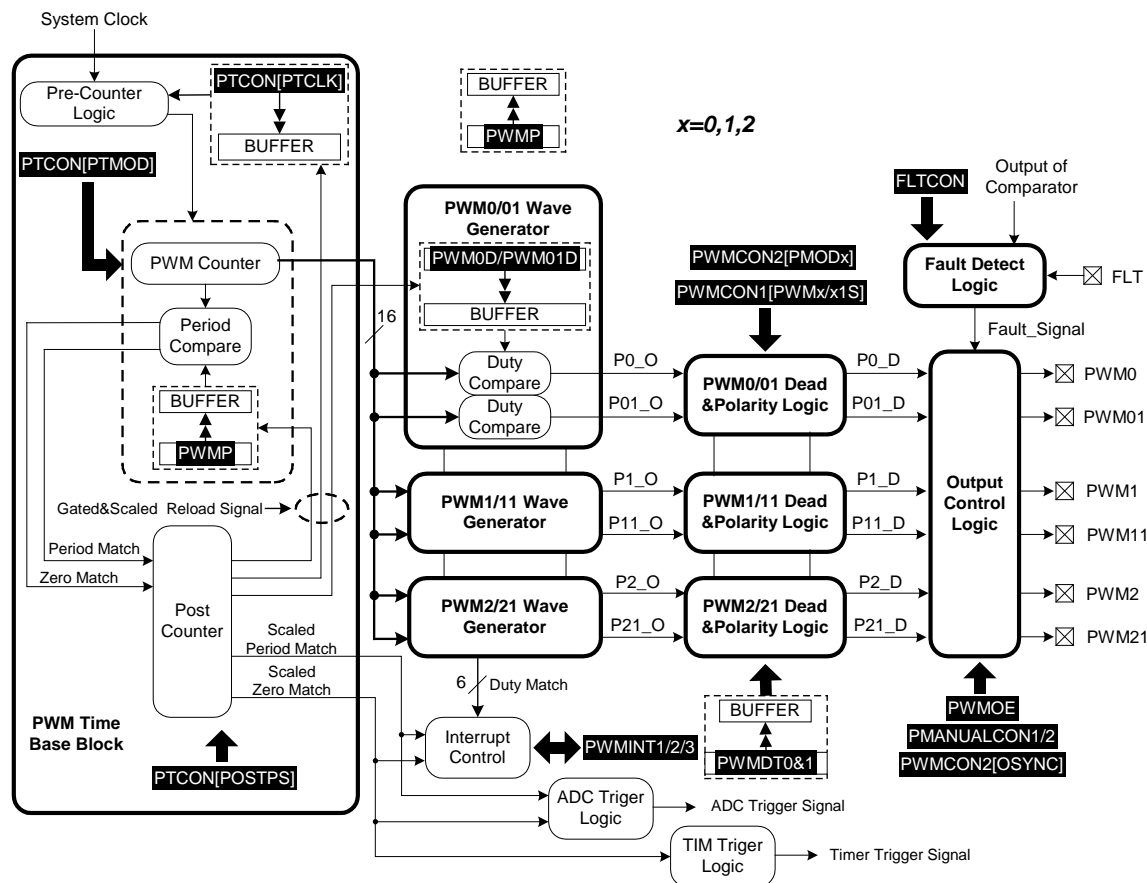 System Clock
Pre-Counter
Logic
PTCON[PTCLK]
BUFFER
PTCON[PTMOD]
PWM Counter
Period
Compare
BUFFER
PWMP
Gated&Scaled Reload Signal
Period Match
Zero Match
Post
Counter
PWM Time
Base Block
PTCON[POSTPS]
Scaled
Period Match
Scaled
Zero Match
BUFFER
PWMP
x=0,1,2
16
PWM0/01 Wave
Generator
PWM0D/PWM01D
BUFFER
Duty
Compare
Duty
Compare
PWM1/11 Wave
Generator
PWM2/21 Wave
Generator
6
Duty Match
Interrupt
Control
PWMINT1/2/3
ADC Triger
Logic
ADC Trigger Signal
TIM Triger
Logic
Timer Trigger Signal
P0_O
P01_O
P1_O
P11_O
P2_O
P21_O
PWMCON2[PMODx]
PWMCON1[PWMx/x1S]
PWM0/01 Dead
&Polarity Logic
PWM1/11 Dead
&Polarity Logic
PWM2/21 Dead
&Polarity Logic
BUFFER
PWMDT0&1
P0_D
P01_D
P1_D
P11_D
P2_D
P21_D
FLTCON
Output of
Comparator
Fault Detect
Logic
FLT
Fault_Signal
Output
Control
Logic
PWM0
PWM01
PWM1
PWM11
PWM2
PWM21
PWMOE
PMANUALCON1/2
PWMCON2[OSYNC]